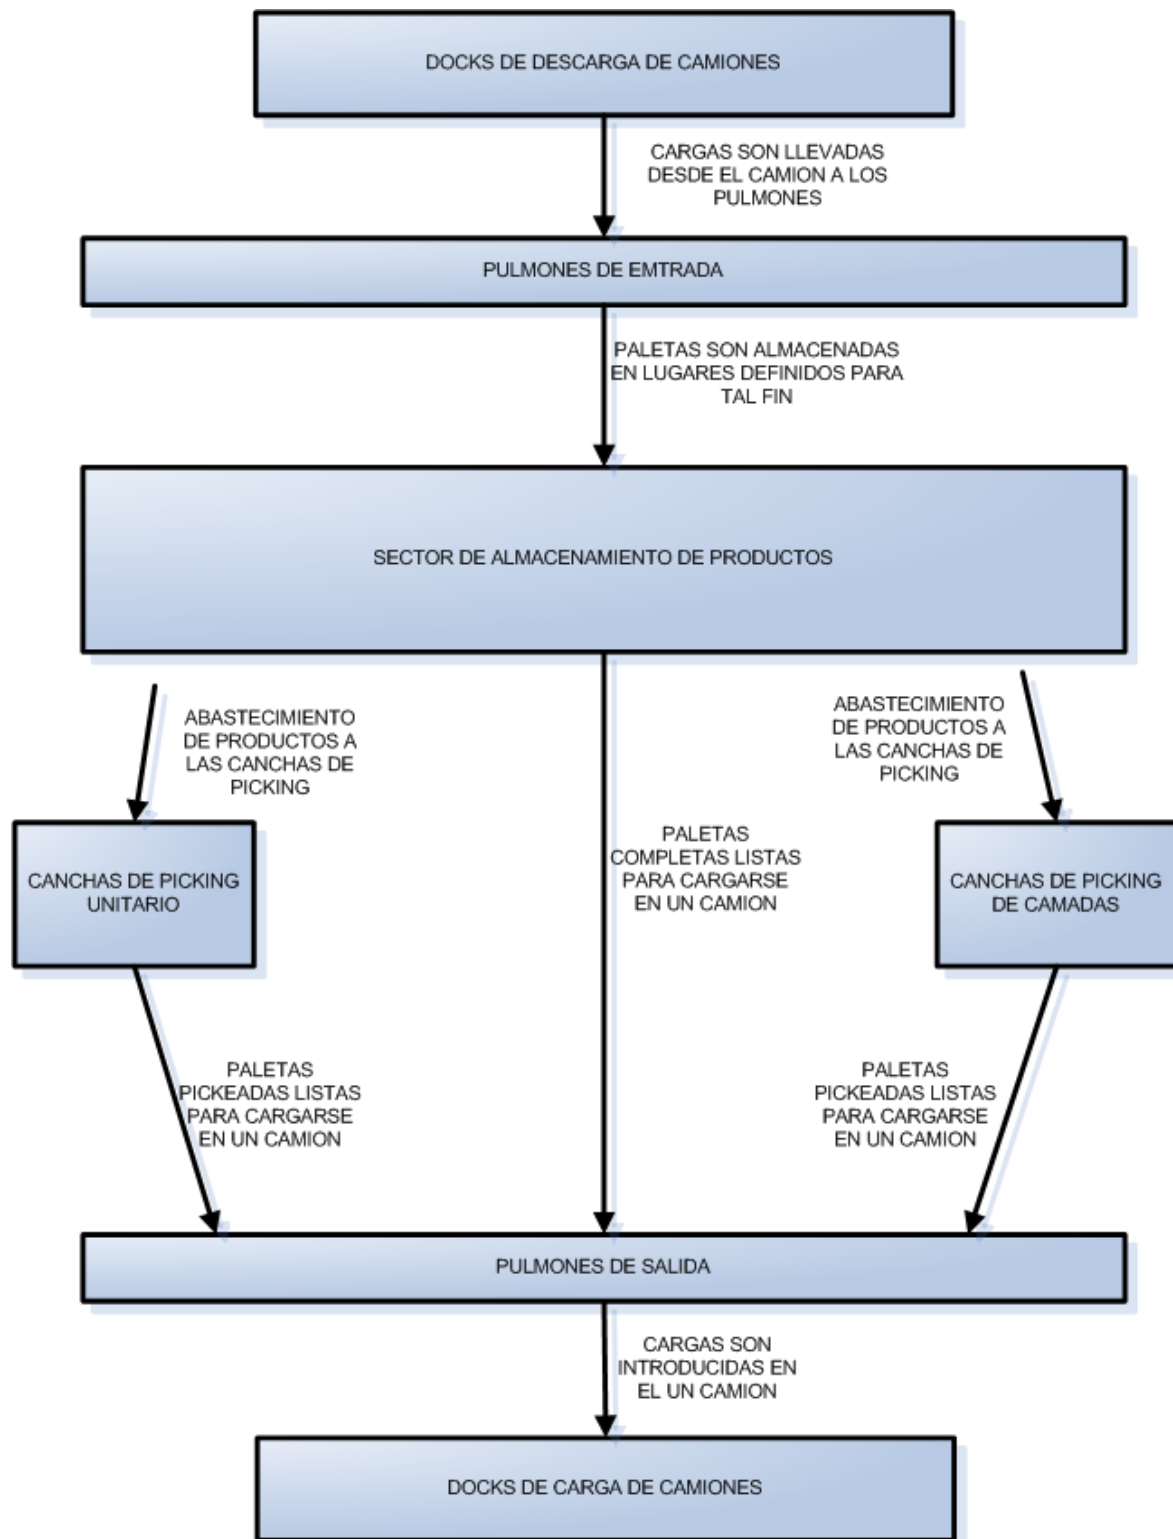 DOCKS DE DESCARGA DE CAMIONES
CARGAS SON LLEVADAS
DESDE EL CAMION A LOS
PULMONES
PULMONES DE EMTRADA
PALETAS SON ALMACENADAS
EN LUGARES DEFINIDOS PARA
TAL FIN
SECTOR DE ALMACENAMIENTO DE PRODUCTOS
ABASTECIMIENTO
DE PRODUCTOS A
LAS CANCHAS DE
PICKING
ABASTECIMIENTO
DE PRODUCTOS A
LAS CANCHAS DE
PICKING
CANCHAS DE PICKING
UNITARIO
PALETAS
COMPLETAS LISTAS
PARA CARGARSE
EN UN CAMION
CANCHAS DE PICKING
DE CAMADAS
PALETAS
PICKEADAS LISTAS
PARA CARGARSE
EN UN CAMION
PALETAS
PICKEADAS LISTAS
PARA CARGARSE
EN UN CAMION
PULMONES DE SALIDA
CARGAS SON
INTRODUCIDAS EN
EL UN CAMION
DOCKS DE CARGA DE CAMIONES